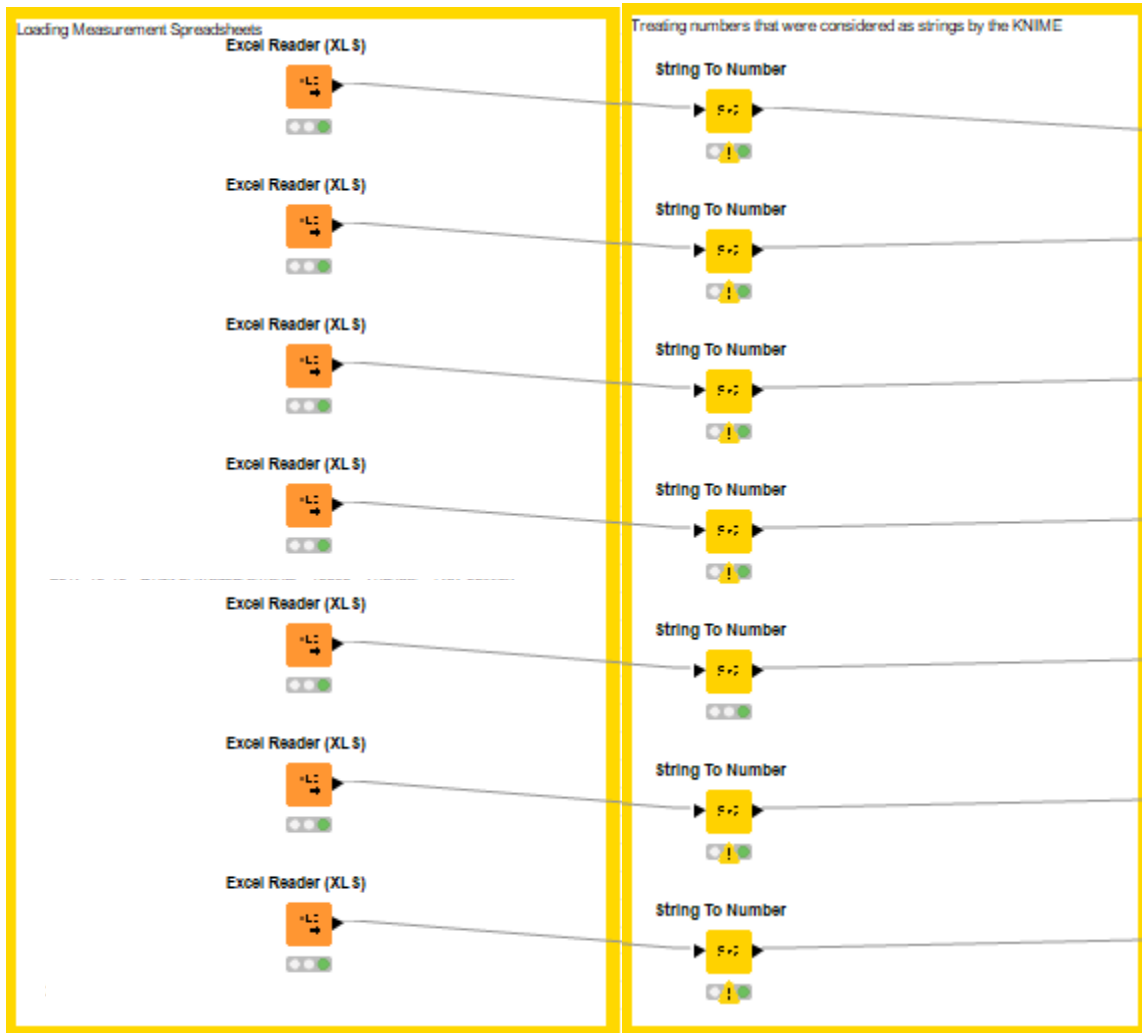 Loading Measurement Spreadsheets
Excel Reader (XLS)
Excel Reader (XLS)
Excel Reader (XLS)
Excel Reader (XLS)
Excel Reader (XLS)
Excel Reader (XLS)
Excel Reader (XLS)
Treating numbers that were considered as strings by the KNIME
String To Number
String To Number
String To Number
String To Number
String To Number
String To Number
String To Number